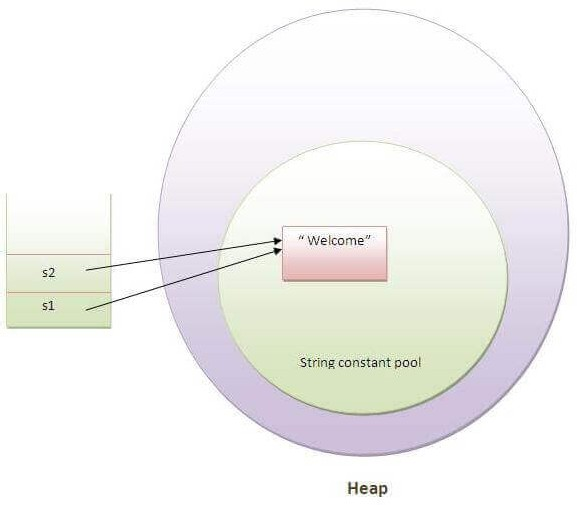 s2
s1
“ Welcome”
String constant pool
Heap